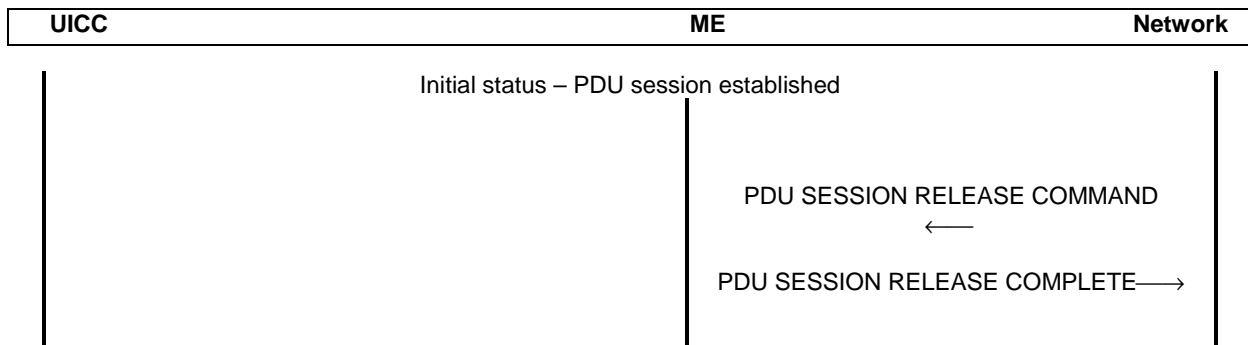 UICC ME Network
Initial status – PDU session established
PDU SESSION RELEASE COMMAND
←
PDU SESSION RELEASE COMPLETE→